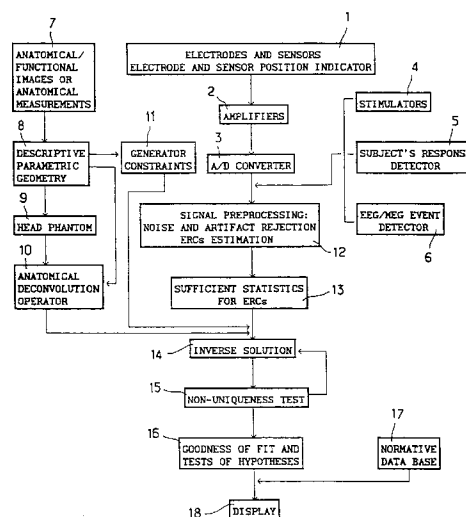 7
ANATOMICAL/
FUNCTIONAL
IMAGES OR
ANATOMICAL
MEASUREMENTS
1
ELECTRODES AND SENSORS
ELECTRODE AND SENSOR POSITION INDICATOR
2
AMPLIFIERS
3
A/D CONVERTER
4
STIMULATORS
5
SUBJECT'S RESPONSE
DETECTOR
EEG/MEG EVENT
DETECTOR
6
8
DESCRIPTIVE
PARAMETRIC
GEOMETRY
11
GENERATOR
CONSTRAINTS
9
HEAD PHANTOM
10
ANATOMICAL
DECONVOLUTION
OPERATOR
SIGNAL PREPROCESSING:
NOISE AND ARTIFACT REJECTION
ERCs ESTIMATION
12
SUFFICIENT STATISTICS
FOR ERCs
13
14
INVERSE SOLUTION
15
NON-UNIQUENESS TEST
16
GOODNESS OF FIT AND
TESTS OF HYPOTHESES
17
NORMATIVE
DATA BASE
18
DISPLAY